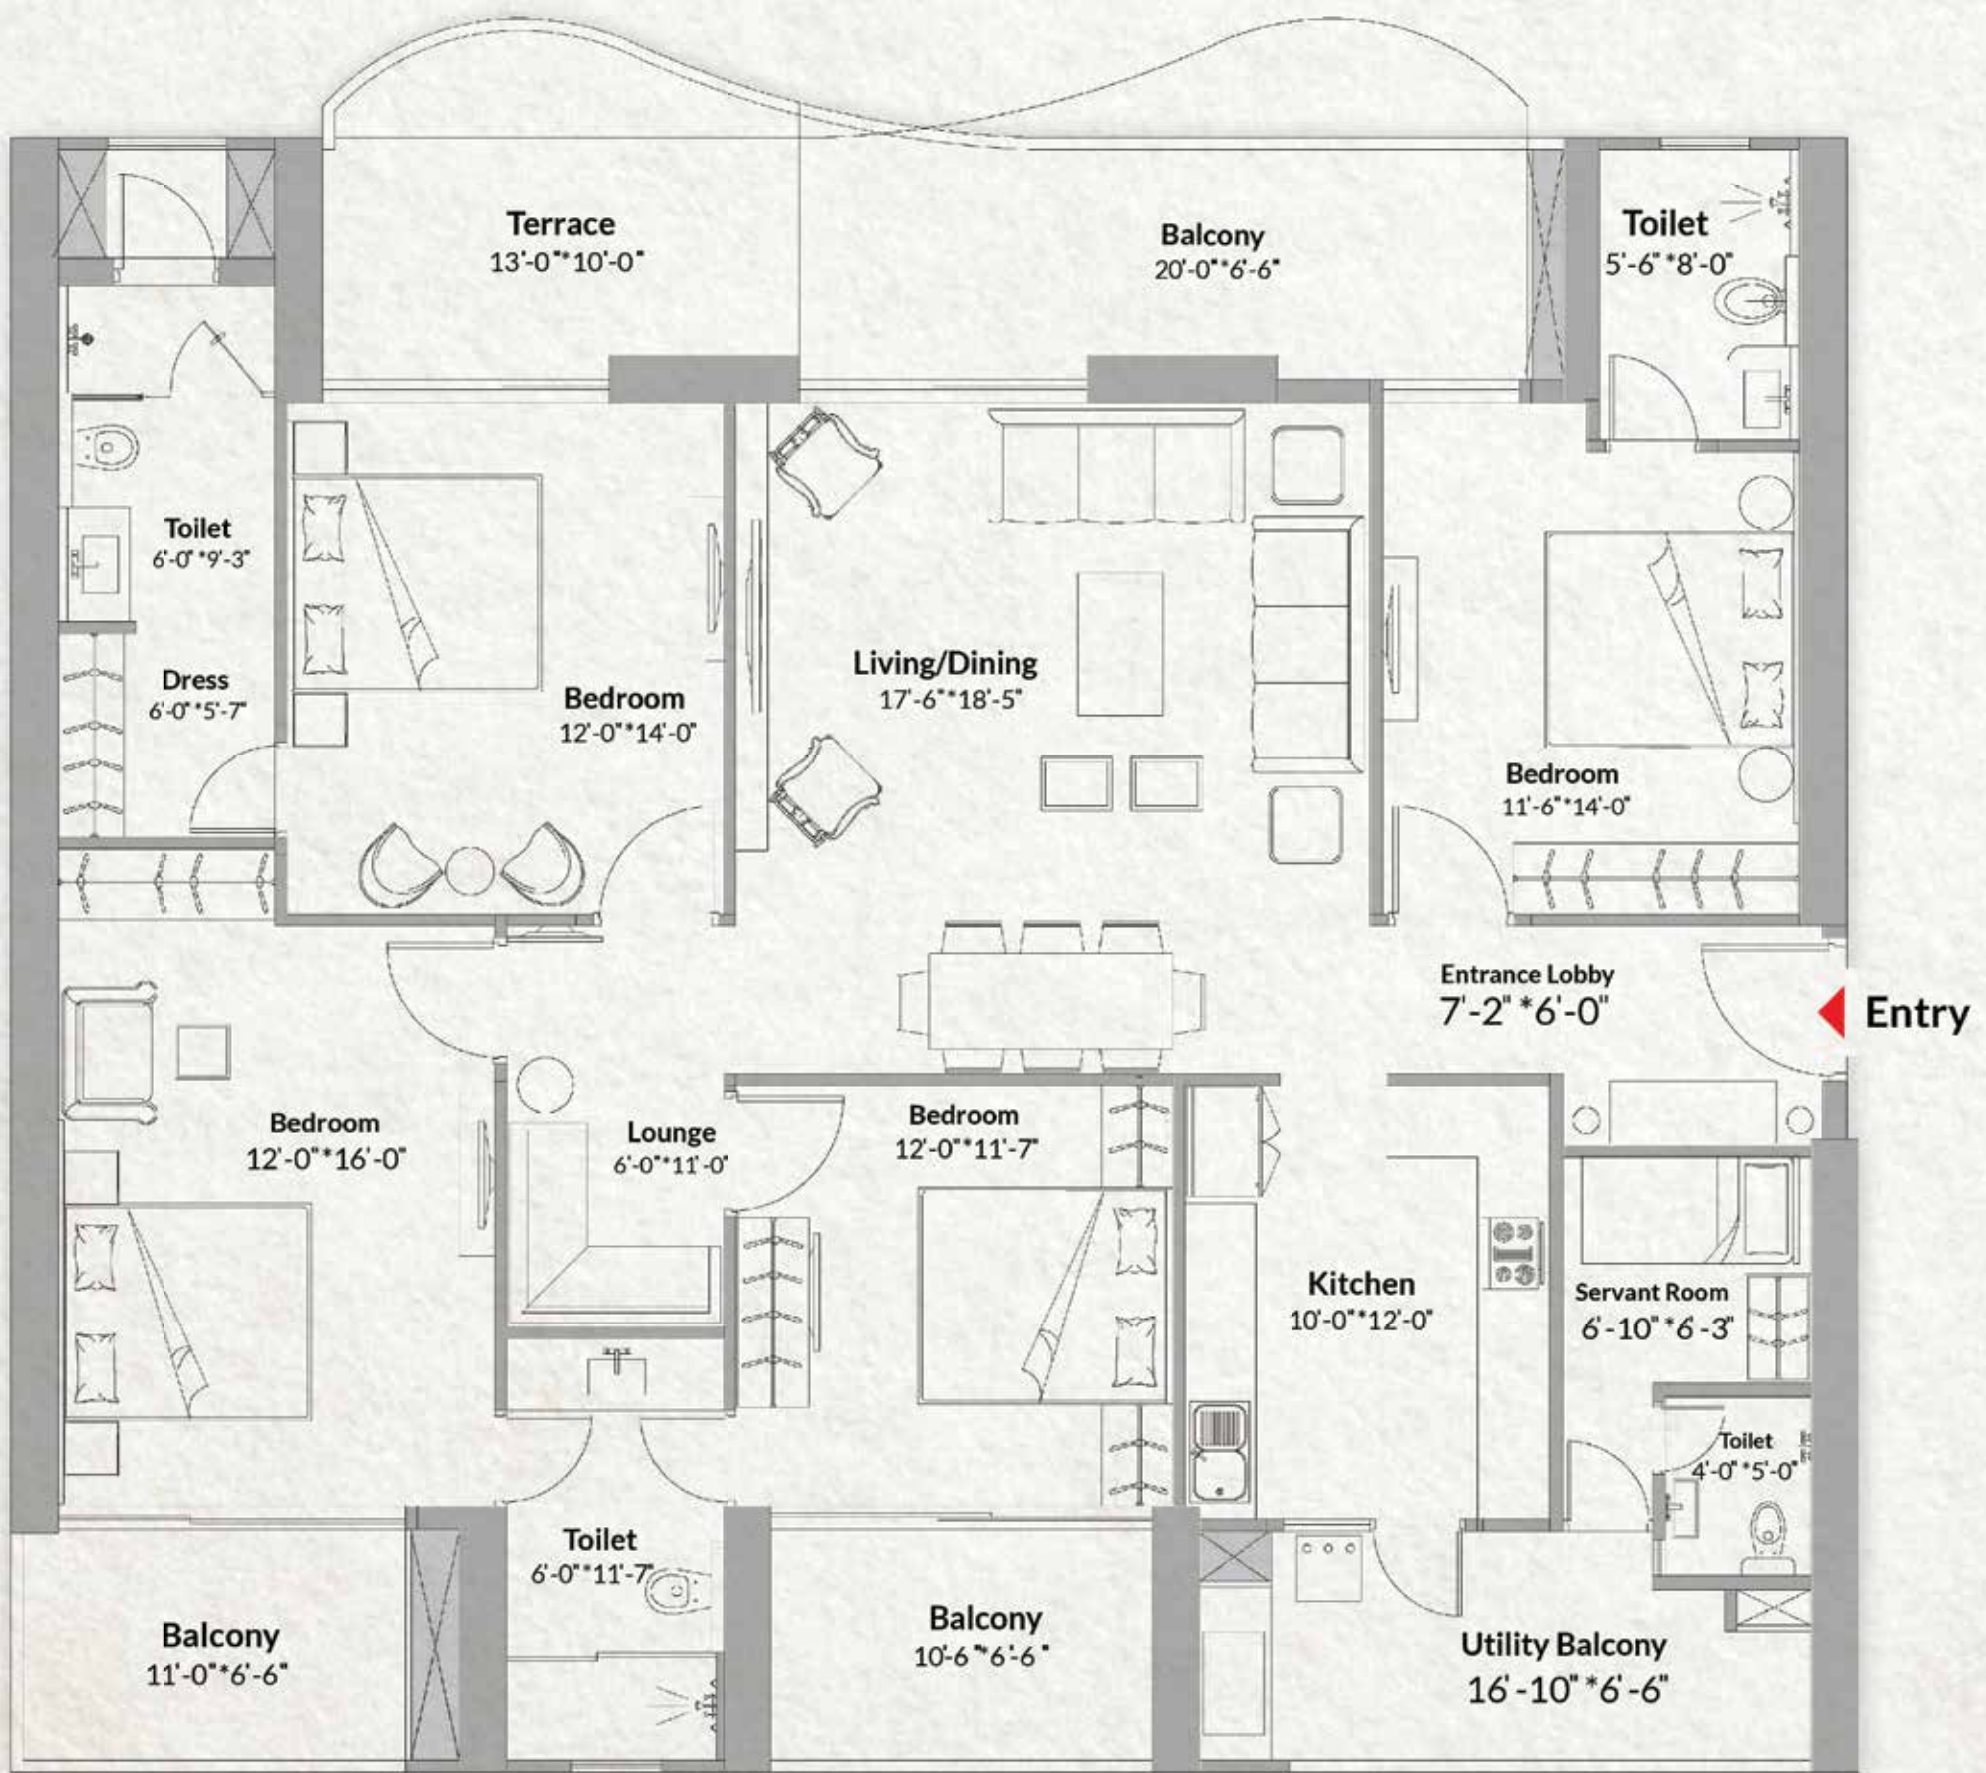 Terrace
13'-0"*10'-0"
Balcony
20'-0"*6'-6"
Toilet
5'-6"*8'-0"
Toilet
6'-0"*9'-3"
Dress
6'-0"*5'-7"
Bedroom
12'-0"*14'-0"
Living/Dining
17'-6"*18'-5"
Bedroom
11'-6"*14'-0"
Entrance Lobby
7'-2"*6'-0"
Entry
Bedroom
12'-0"*16'-0"
Lounge
6'-0"*11'-0"
Bedroom
12'-0"*11'-7"
Kitchen
10'-0"*12'-0"
Servant Room
6'-10"*6'-3"
Toilet
4'-0"*5'-0"
Toilet
6'-0"*11'-7"
Balcony
11'-0"*6'-6"
Balcony
10'-6"*6'-6"
Utility Balcony
16'-10"*6'-6"